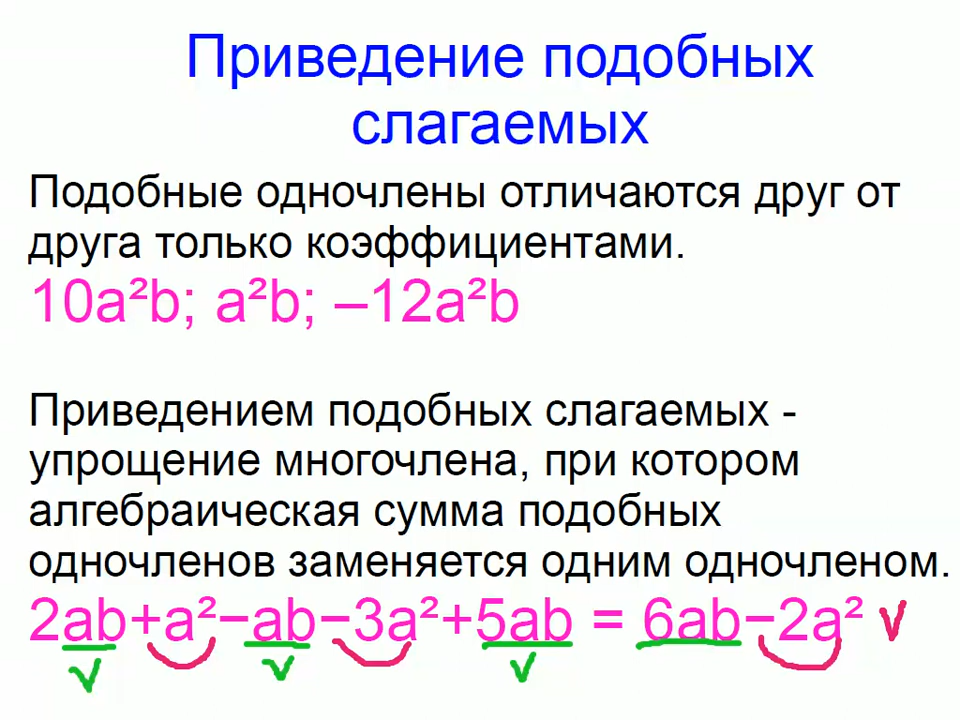 Приведение подобных
слагаемых
Подобные одночлены отличаются друг от
друга только коэффициентами.
10a²b; a²b; –12a²b
Приведением подобных слагаемых -
упрощение многочлена, при котором
алгебраическая сумма подобных
одночленов заменяется одним одночленом.
2ab+a²−ab−3a²+5ab = 6ab−2a²